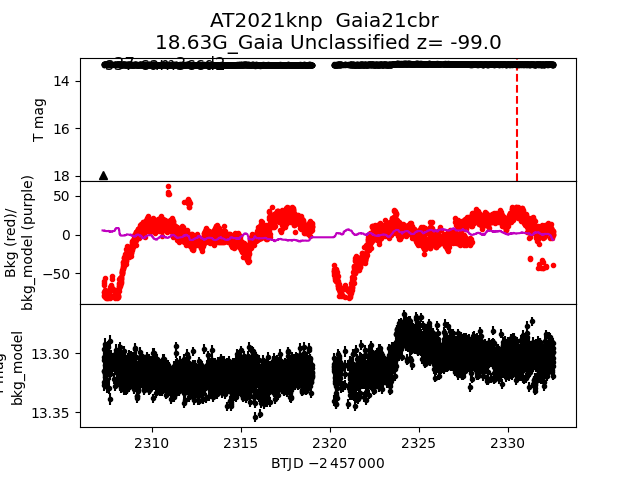 AT2021knp Gaia21cbr
18.63G_Gaia Unclassified z= -99.0
T mag
14
16
18
Bkg (red)/
bkg_model (purple)
50
0
−50
bkg_model
13.30
13.35
2310
2315
2320
2325
2330
BTJD −2 457 000